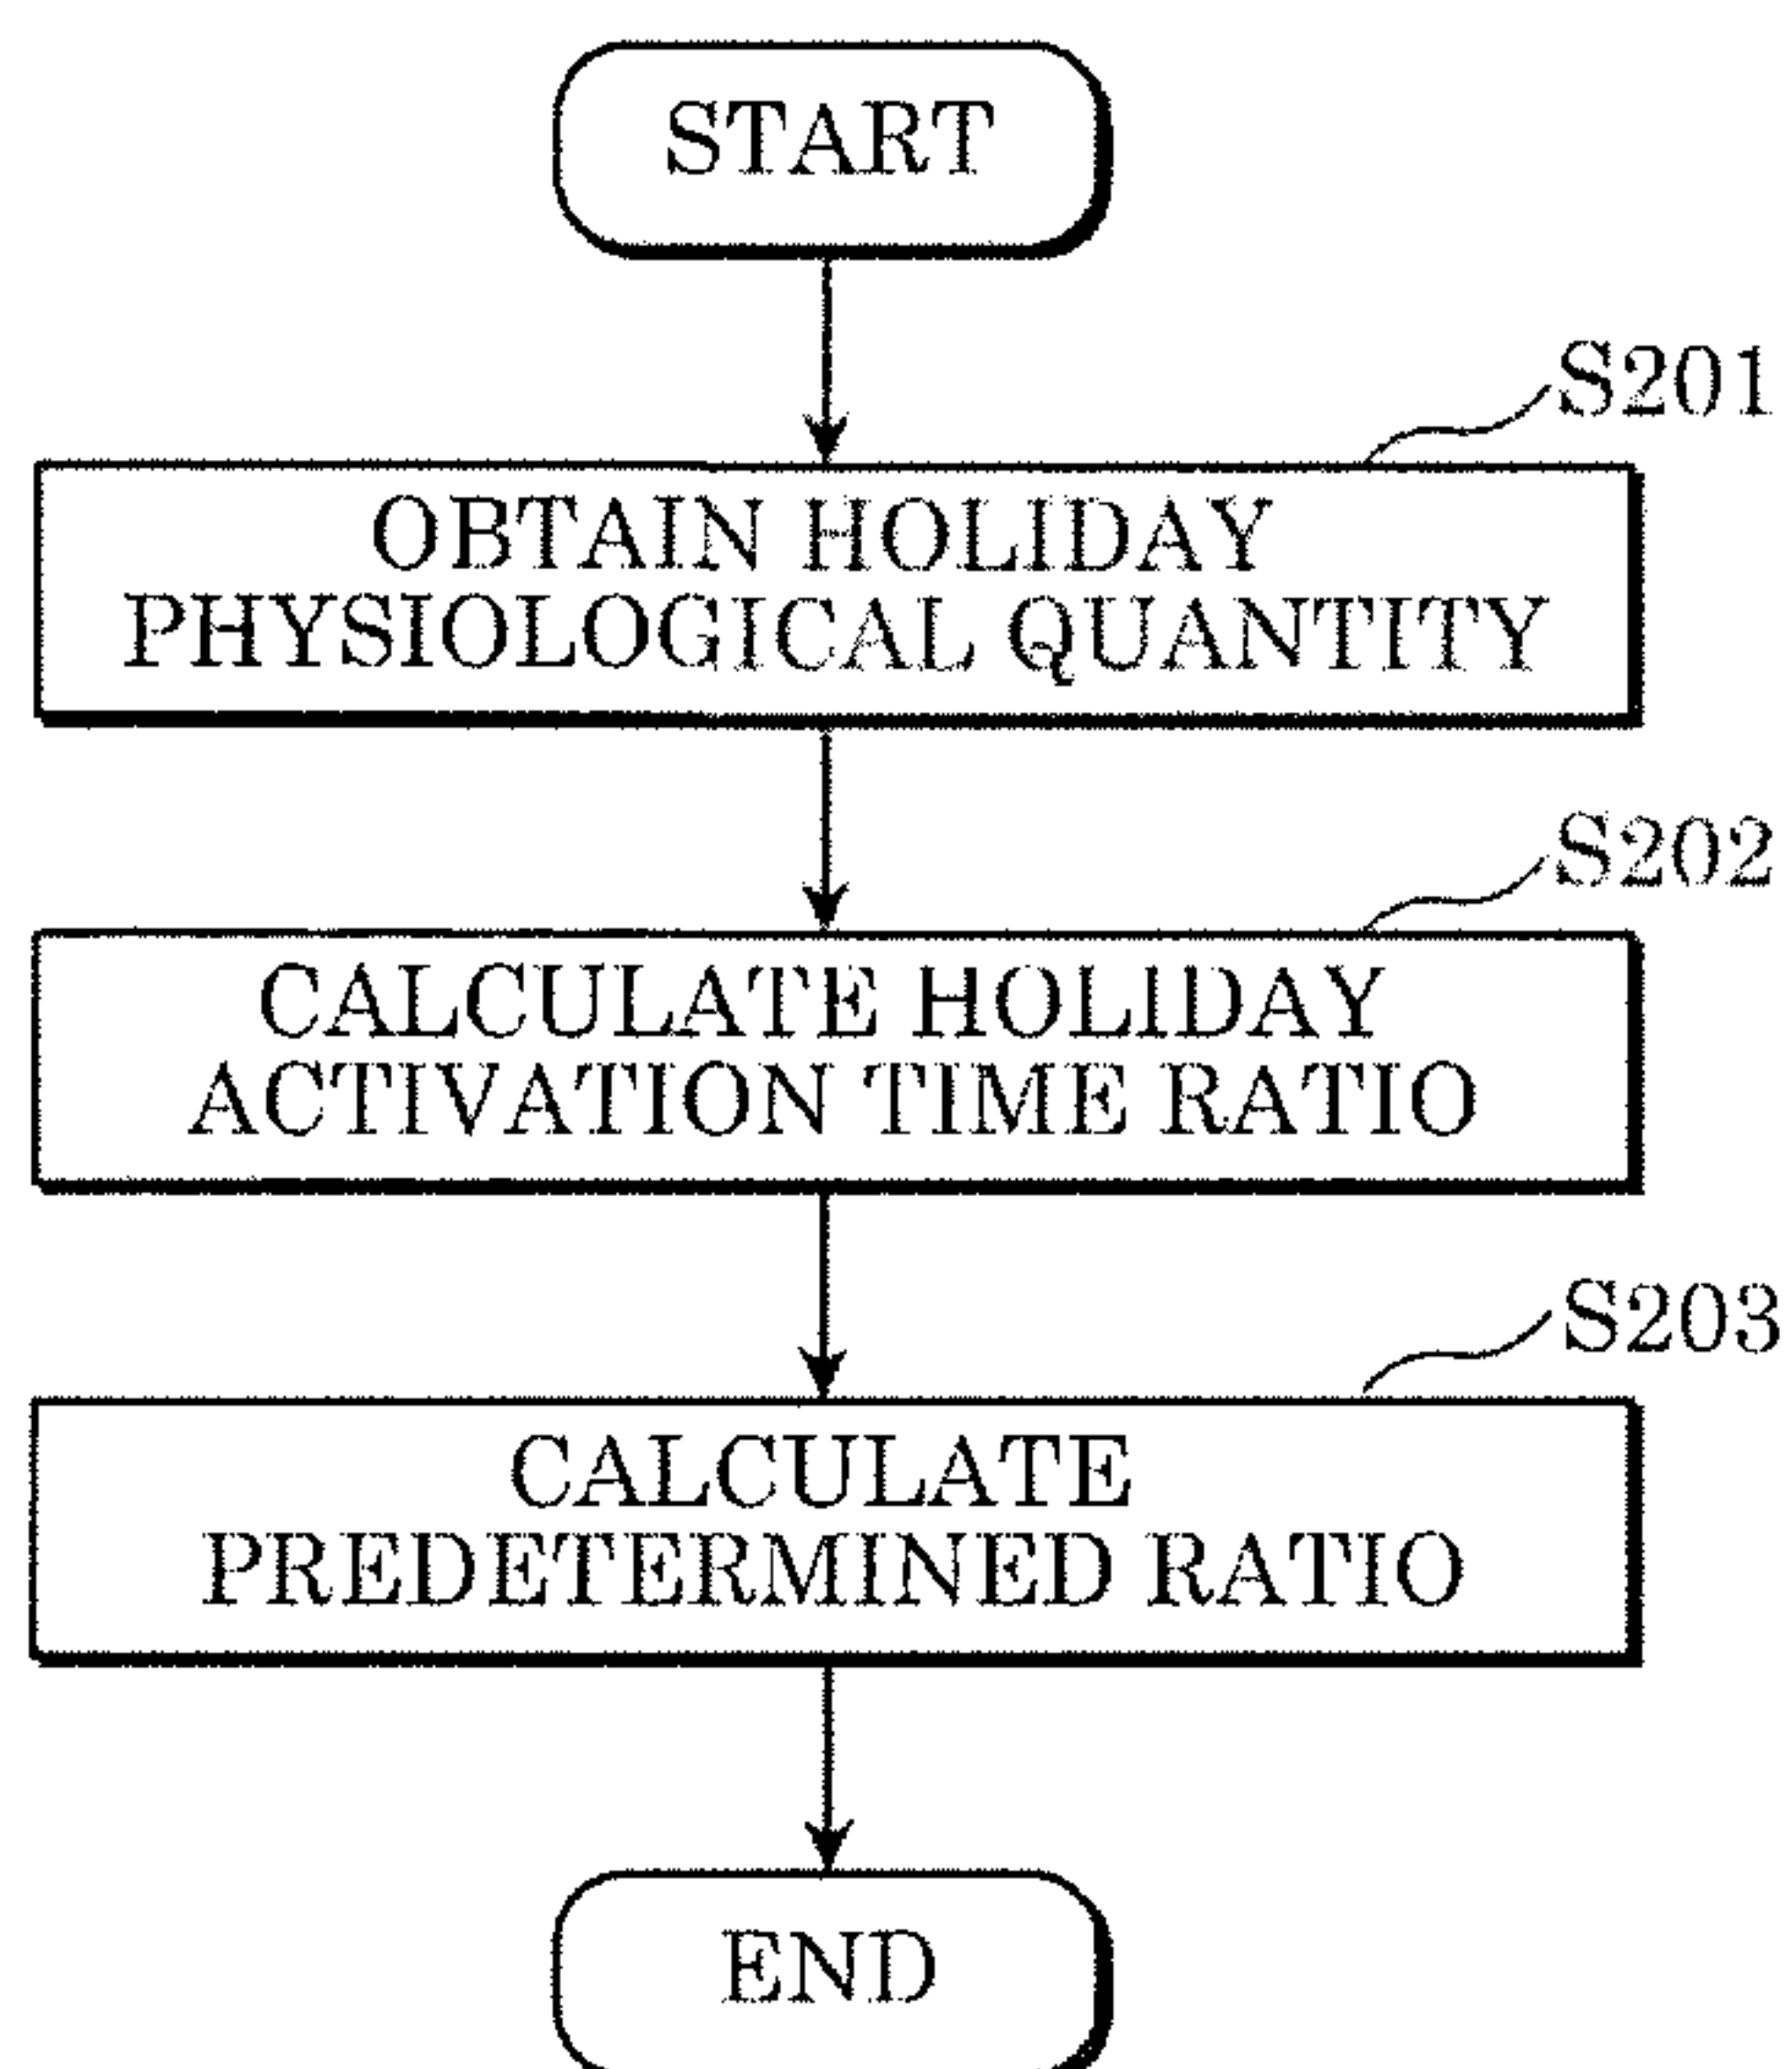 START
S201
OBTAIN HOLIDAY
PHYSIOLOGICAL QUANTITY
S202
CALCULATE HOLIDAY
ACTIVATION TIME RATIO
S203
CALCULATE
PREDETERMINED RATIO
END